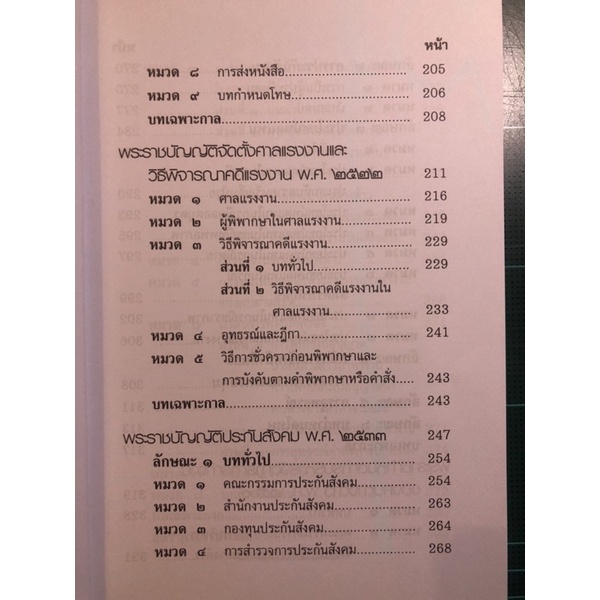 หน้า
หมวด ๘ การส่งหนังสือ........................................ 205
หมวด ๙ บทกำหนดโทษ........................................ 206
บทเฉพาะกาล........................................ 208
พระราชบัญญัติจัดตั้งศาลแรงงานและ
วิธีพิจารณาคดีแรงงาน พ.ศ. ๒๕๒๒ 211
หมวด ๑ ศาลแรงงาน........................................ 216
หมวด ๒ ผู้พิพากษาในศาลแรงงาน........................................ 219
หมวด ๓ วิธีพิจารณาคดีแรงงาน........................................ 229
ส่วนที่ ๑ บททั่วไป........................................ 229
ส่วนที่ ๒ วิธีพิจารณาคดีแรงงานใน
ศาลแรงงาน........................................ 233
หมวด ๔ อุทธรณ์และฎีกา........................................ 241
หมวด ๕ วิธีการชั่วคราวก่อนพิพากษาและ
การบังคับตามคำพิพากษาหรือคำสั่ง..... 243
บทเฉพาะกาล........................................ 243
พระราชบัญญัติประกันสังคม พ.ศ. ๒๕๓๓ 247
ลักษณะ ๑ บททั่วไป........................................ 254
หมวด ๑ คณะกรรมการประกันสังคม........................................ 254
หมวด ๒ สำนักงานประกันสังคม........................................ 263
หมวด ๓ กองทุนประกันสังคม........................................ 264
หมวด ๔ การสำรวจการประกันสังคม........................................ 268